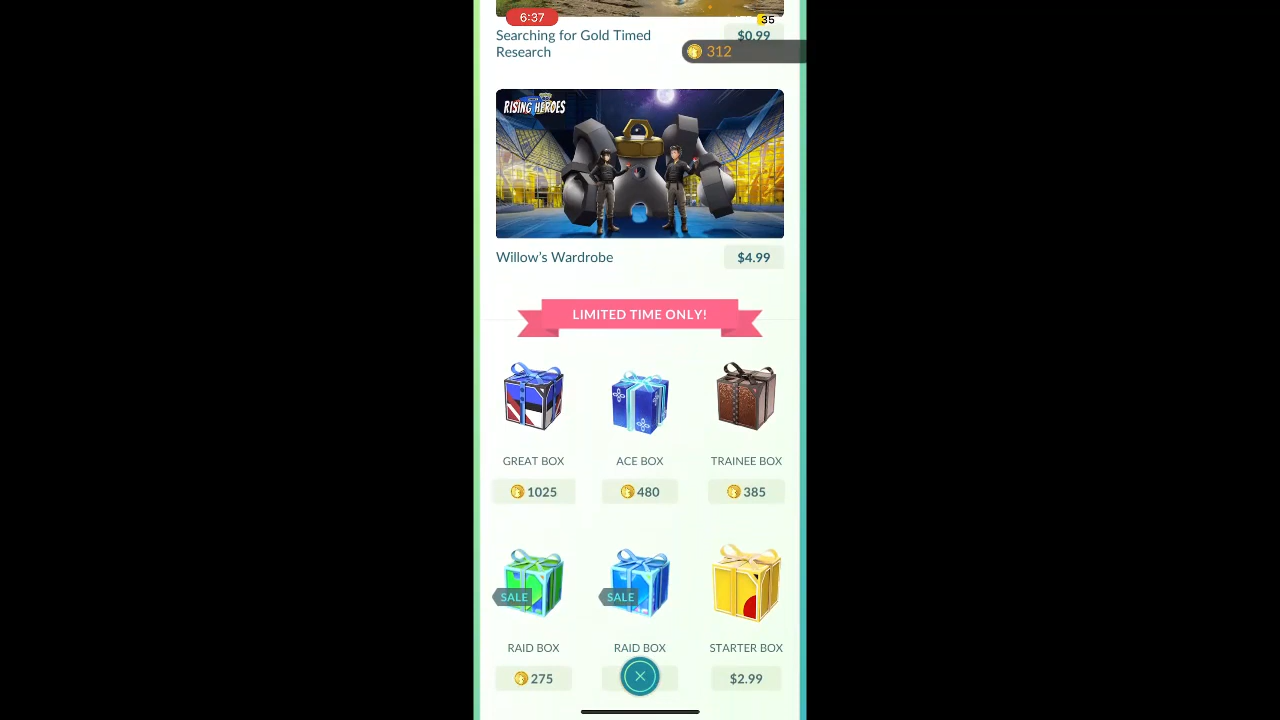 6:37
35
Searching for Gold Timed
Research
$0.99
312
RISING HEROES
Willow's Wardrobe
$4.99
LIMITED TIME ONLY!
GREAT BOX
ACE BOX
TRAINEE BOX
1025
480
385
SALE
SALE
RAID BOX
RAID BOX
STARTER BOX
275
$2.99